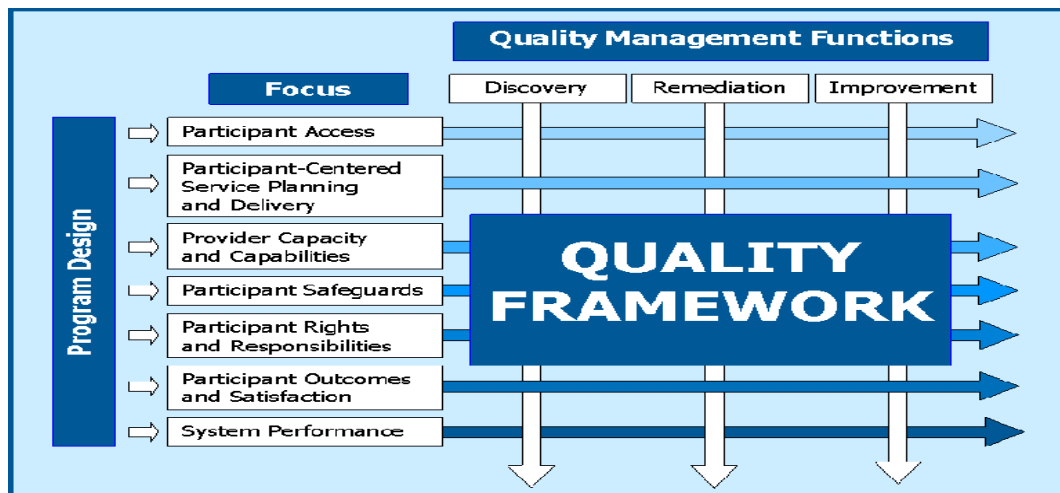 Quality Management Functions
Focus
Discovery
Remediation
Improvement
Program Design
Participant Access
Participant-Centered
Service Planning
and Delivery
Provider Capacity
and Capabilities
Participant Safeguards
Participant Rights
and Responsibilities
Participant Outcomes
and Satisfaction
System Performance
QUALITY
FRAMEWORK